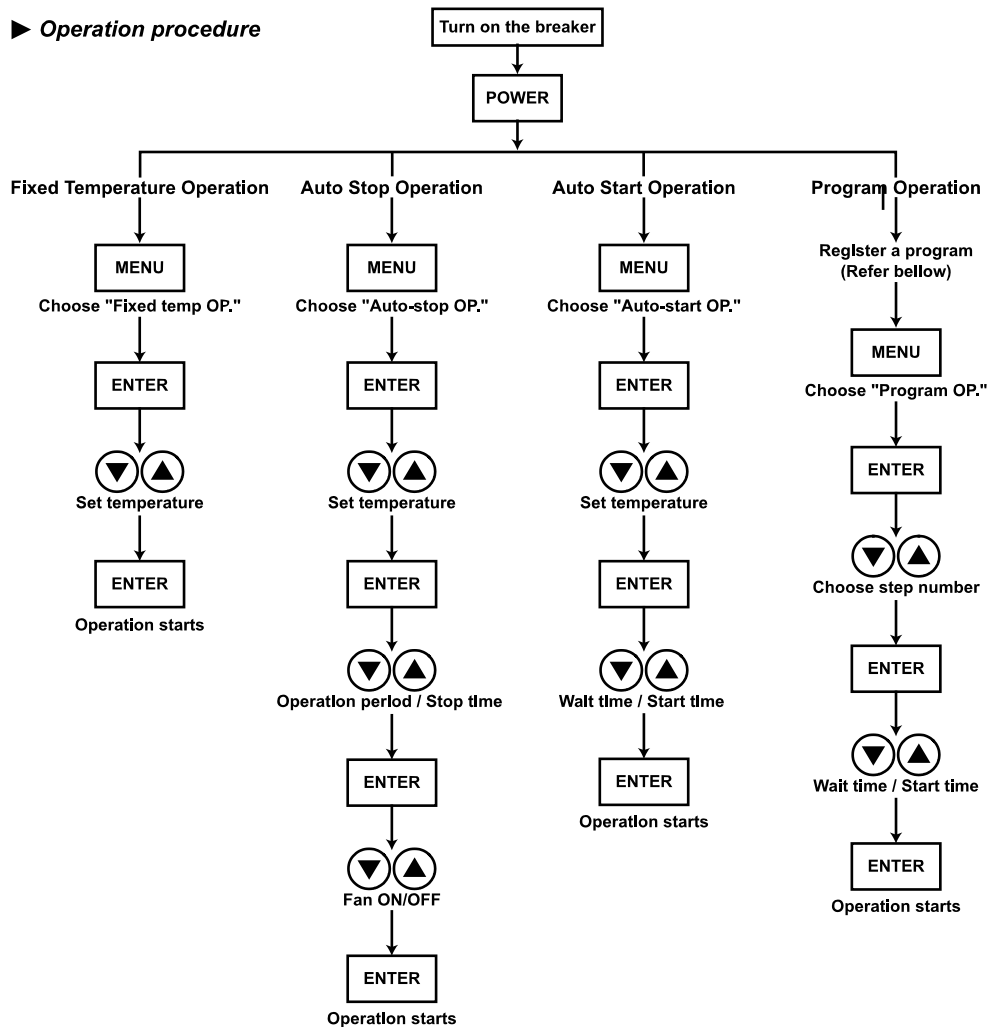 ► Operation procedure
Turn on the breaker
POWER
Fixed Temperature Operation
MENU
Choose "Fixed temp OP."
ENTER
▼ ▲
Set temperature
ENTER
Operation starts
Auto Stop Operation
MENU
Choose "Auto-stop OP."
ENTER
▼ ▲
Set temperature
ENTER
▼ ▲
Operation period / Stop time
ENTER
▼ ▲
Fan ON/OFF
ENTER
Operation starts
Auto Start Operation
MENU
Choose "Auto-start OP."
ENTER
▼ ▲
Set temperature
ENTER
▼ ▲
Wait time / Start time
ENTER
Operation starts
Program Operation
Register a program
(Refer bellow)
MENU
Choose "Program OP."
ENTER
▼ ▲
Choose step number
ENTER
▼ ▲
Wait time / Start time
ENTER
Operation starts